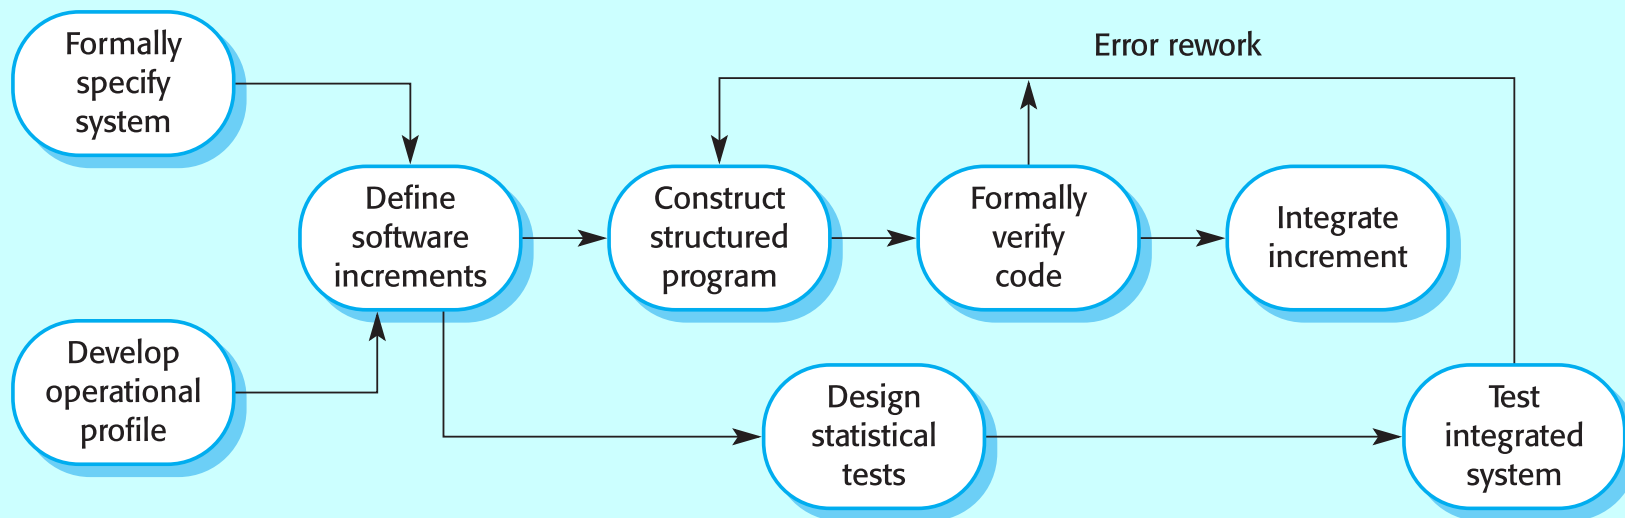 Formally
specify
system
Error rework
Define
software
increments
Construct
structured
program
Formally
verify
code
Integrate
increment
Develop
operational
profile
Design
statistical
tests
Test
integrated
system